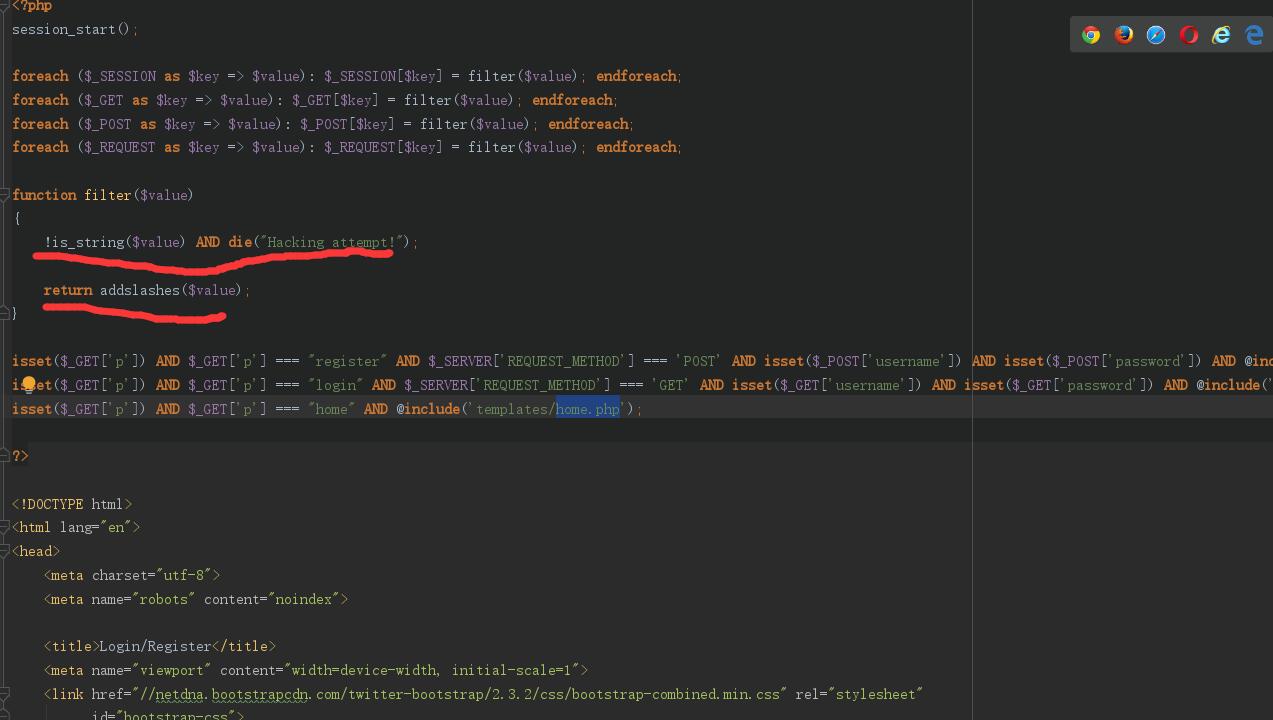 <?php
session_start();
foreach ($_SESSION as $key => $value): $_SESSION[$key] = filter($value); endforeach;
foreach ($_GET as $key => $value): $_GET[$key] = filter($value); endforeach;
foreach ($_POST as $key => $value): $_POST[$key] = filter($value); endforeach;
foreach ($_REQUEST as $key => $value): $_REQUEST[$key] = filter($value); endforeach;
function filter($value)
{
!is_string($value) AND die("Hacking attempt!");
return addslashes($value);
}
isset($_GET['p']) AND $_GET['p'] === "register" AND $_SERVER['REQUEST_METHOD'] === 'POST' AND isset($_POST['username']) AND isset($_POST['password']) AND @inc
isset($_GET['p']) AND $_GET['p'] === "login" AND $_SERVER['REQUEST_METHOD'] === 'GET' AND isset($_GET['username']) AND isset($_GET['password']) AND @include('
isset($_GET['p']) AND $_GET['p'] === "home" AND @include('templates/home.php');
?>
<!DOCTYPE html>
<html lang="en">
<head>
<meta charset="utf-8">
<meta name="robots" content="noindex">
<title>Login/Register</title>
<meta name="viewport" content="width=device-width, initial-scale=1">
<link href="//netdna.bootstrapcdn.com/twitter-bootstrap/2.3.2/css/bootstrap-combined.min.css" rel="stylesheet"
id="bootstrap-css">